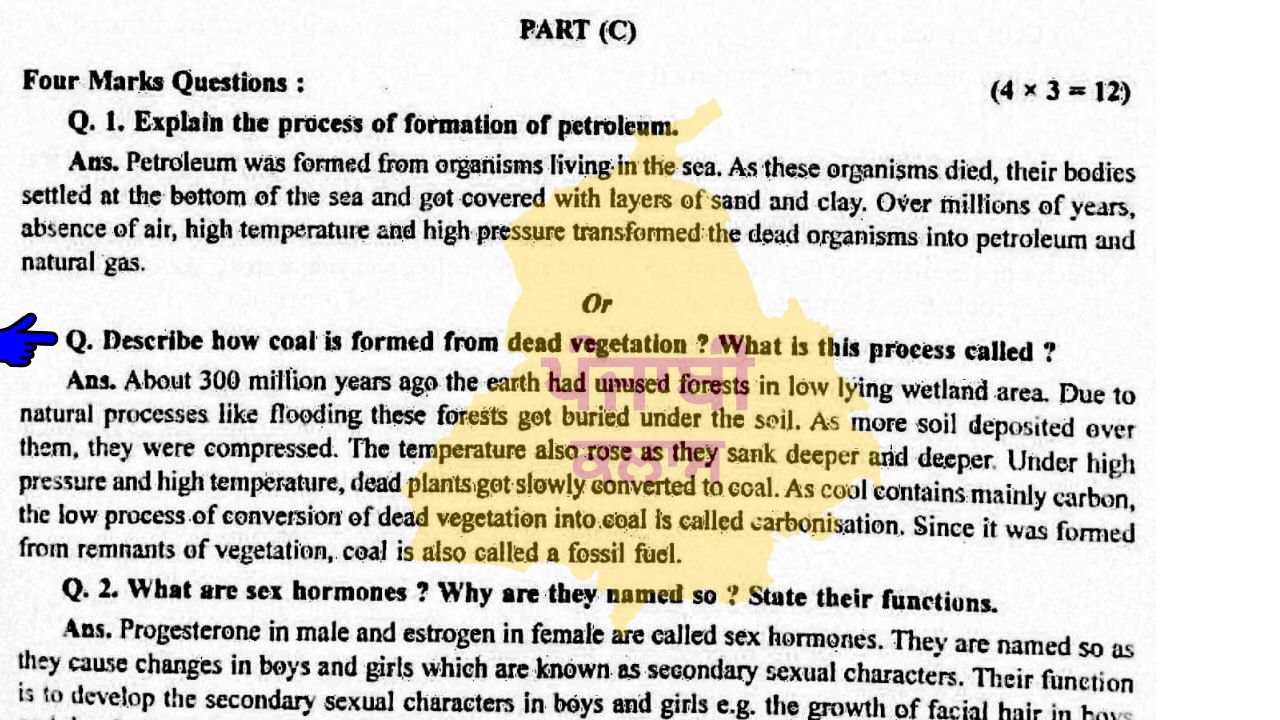 PART (C)
Four Marks Questions :
(4 × 3 = 12)
Q. 1. Explain the process of formation of petroleum.
Ans. Petroleum was formed from organisms living in the sea. As these organisms died, their bodies
settled at the bottom of the sea and got covered with layers of sand and clay. Over millions of years,
absence of air, high temperature and high pressure transformed the dead organisms into petroleum and
natural gas.
Or
Q. Describe how coal is formed from dead vegetation ? What is this process called ?
Ans. About 300 million years ago the earth had unused forests in low lying wetland area. Due to
natural processes like flooding these forests got buried under the soil. As more soil deposited over
them, they were compressed. The temperature also rose as they sank deeper and deeper. Under high
pressure and high temperature, dead plants got slowly converted to coal. As cool contains mainly carbon,
the low process of conversion of dead vegetation into coal is called carbonisation. Since it was formed
from remnants of vegetation, coal is also called a fossil fuel.
Q. 2. What are sex hormones ? Why are they named so ? State their functions.
Ans. Progesterone in male and estrogen in female are called sex hormones. They are named so as
they cause changes in boys and girls which are known as secondary sexual characters. Their function
is to develop the secondary sexual characters in boys and girls e.g. the growth of facial hair in boys
ਪੰਜਾਬੀ
ਕਲਾਸ